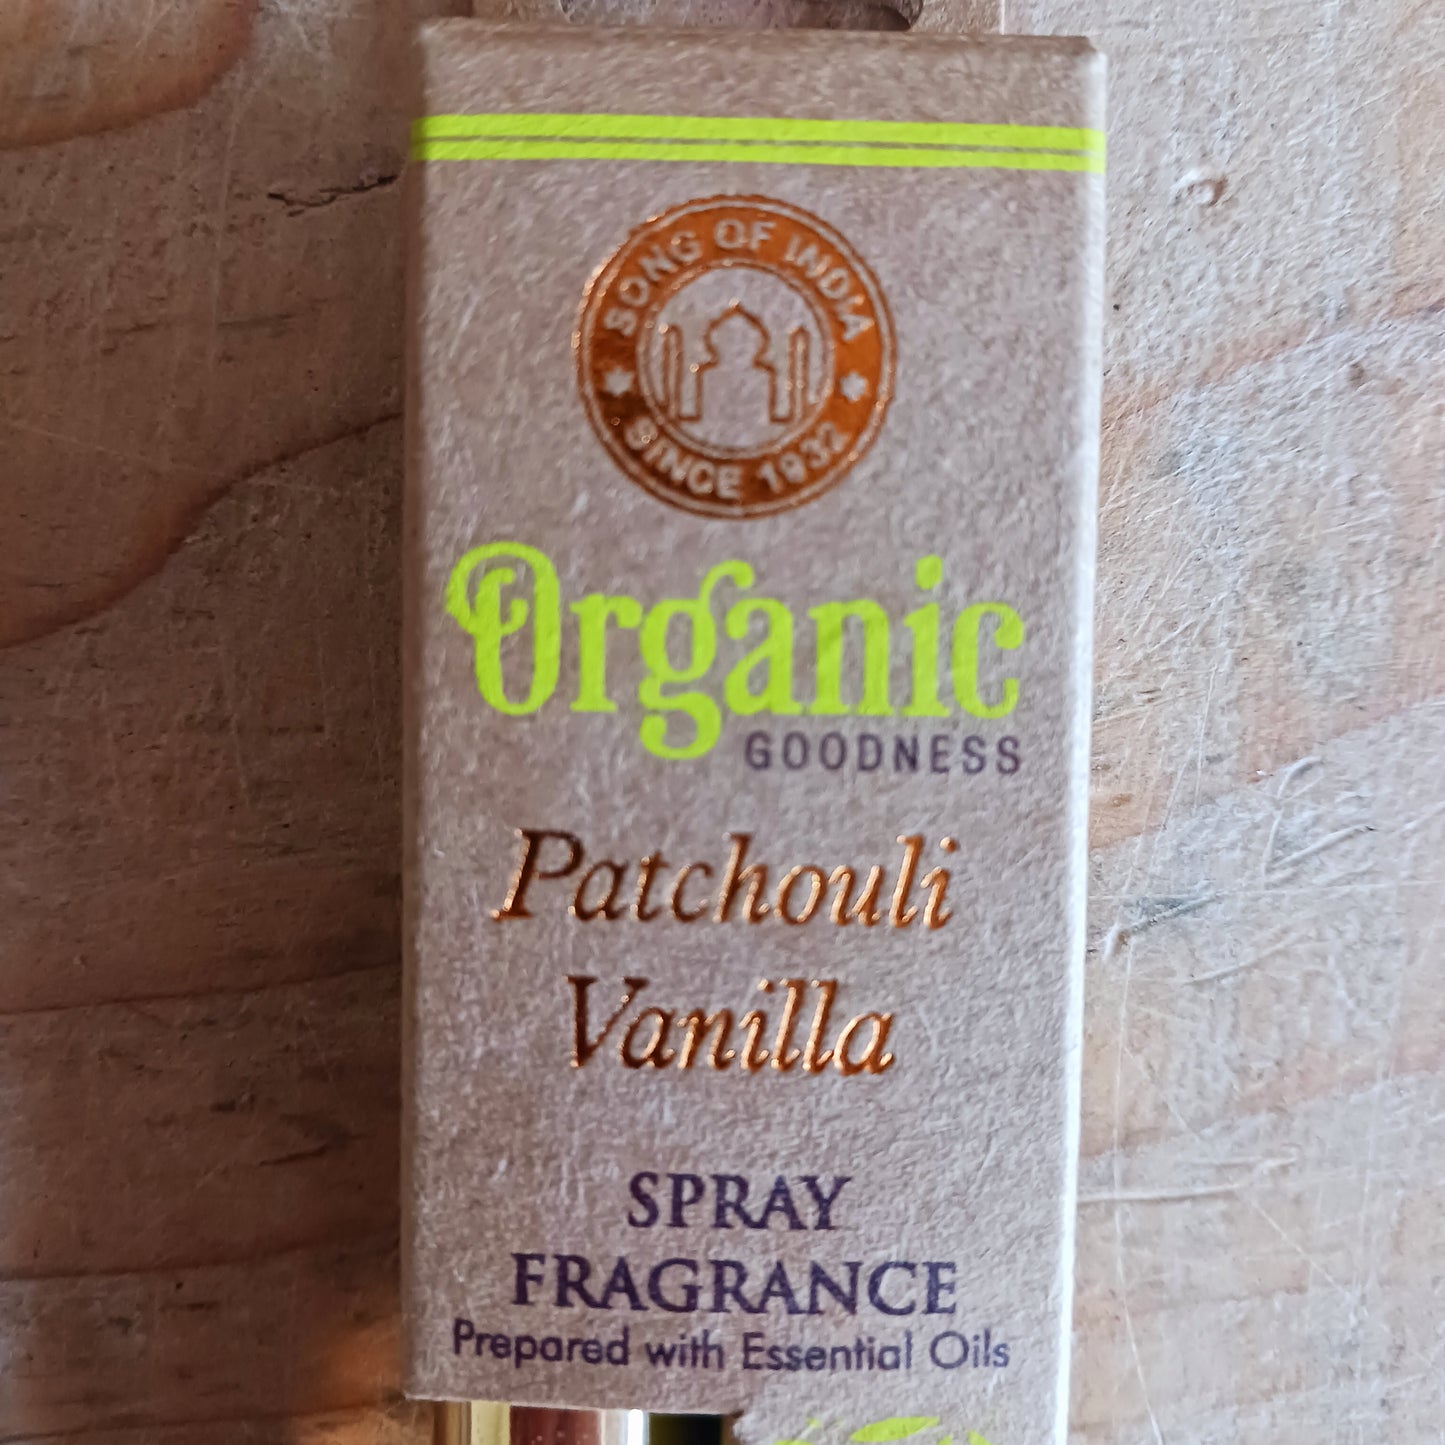 SONG OF INDIA
SINCE 1932
Organic
GOODNESS
Patchouli
Vanilla
SPRAY
FRAGRANCE
Prepared with Essential Oils